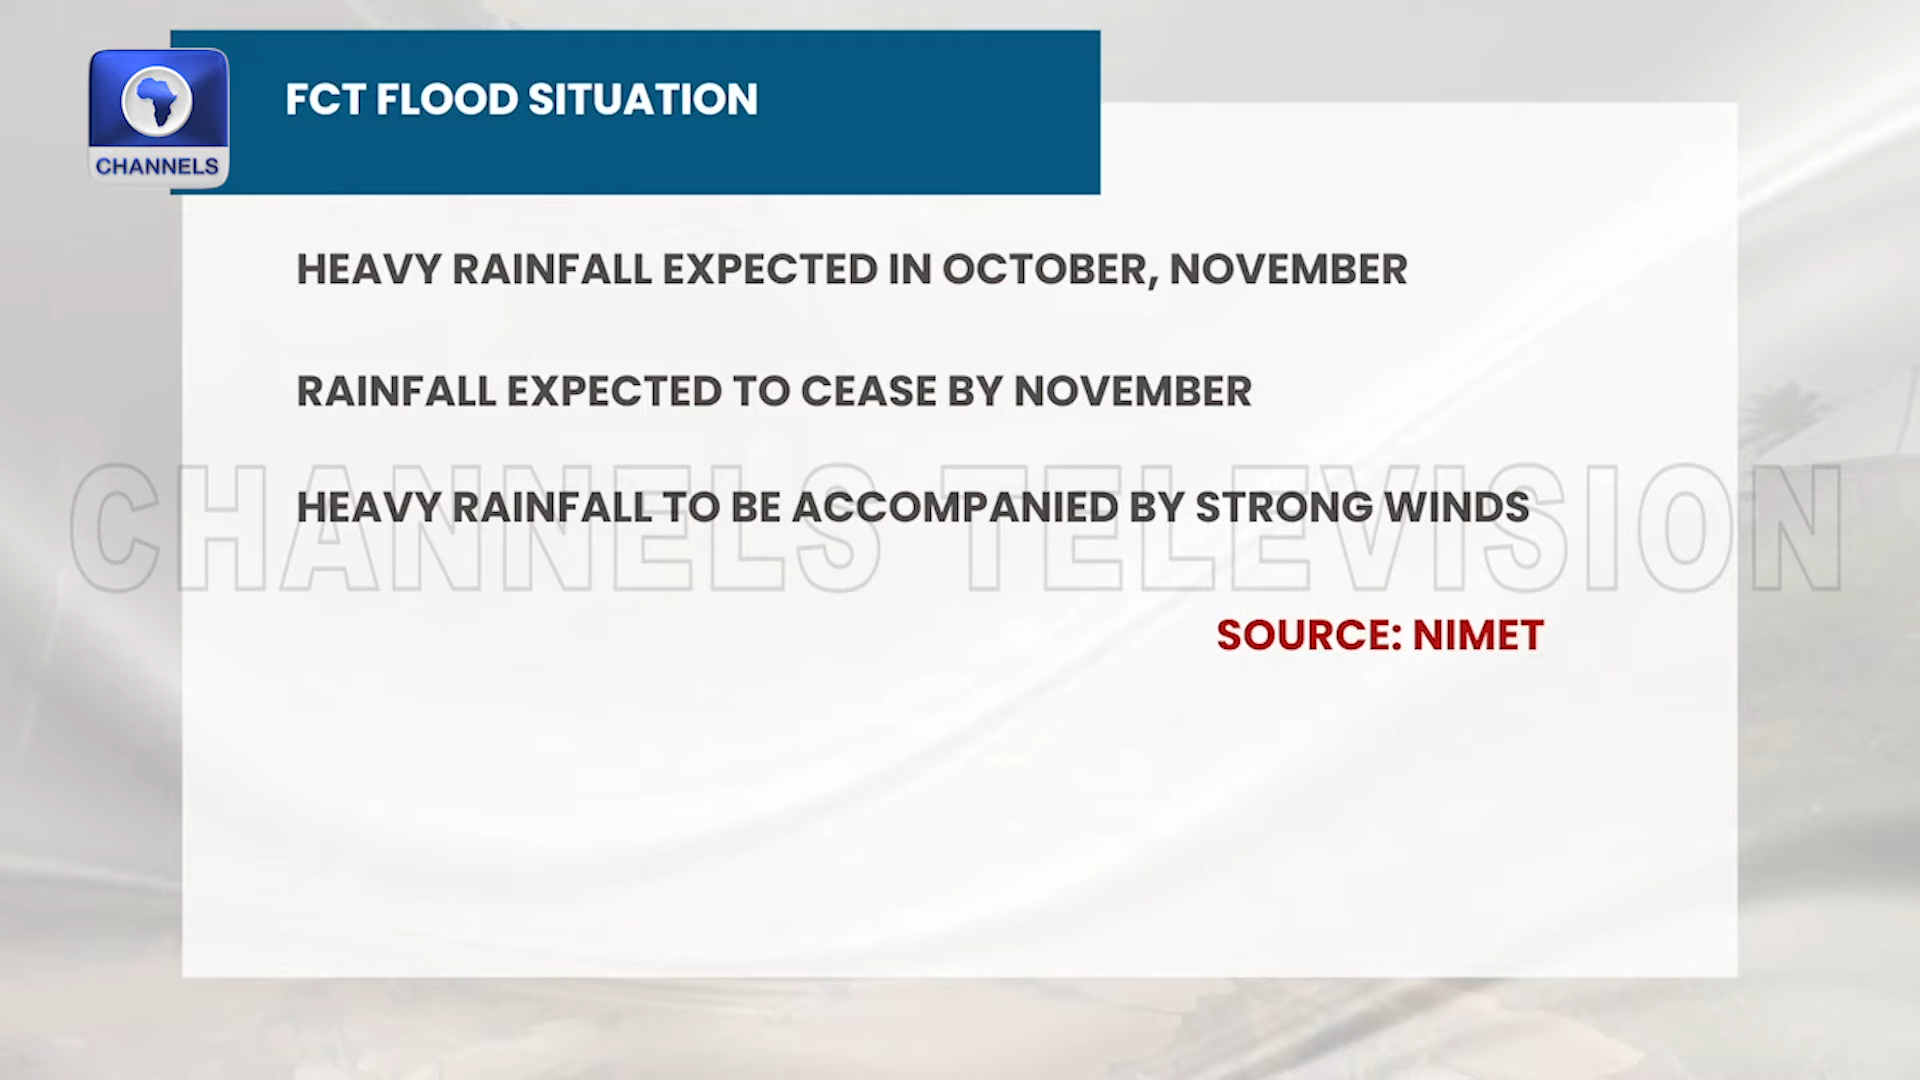 FCT FLOOD SITUATION
CHANNELS
HEAVY RAINFALL EXPECTED IN OCTOBER, NOVEMBER
RAINFALL EXPECTED TO CEASE BY NOVEMBER
HEAVY RAINFALL TO BE ACCOMPANIED BY STRONG WINDS
CHANNELS TELEVISION
SOURCE: NIMET